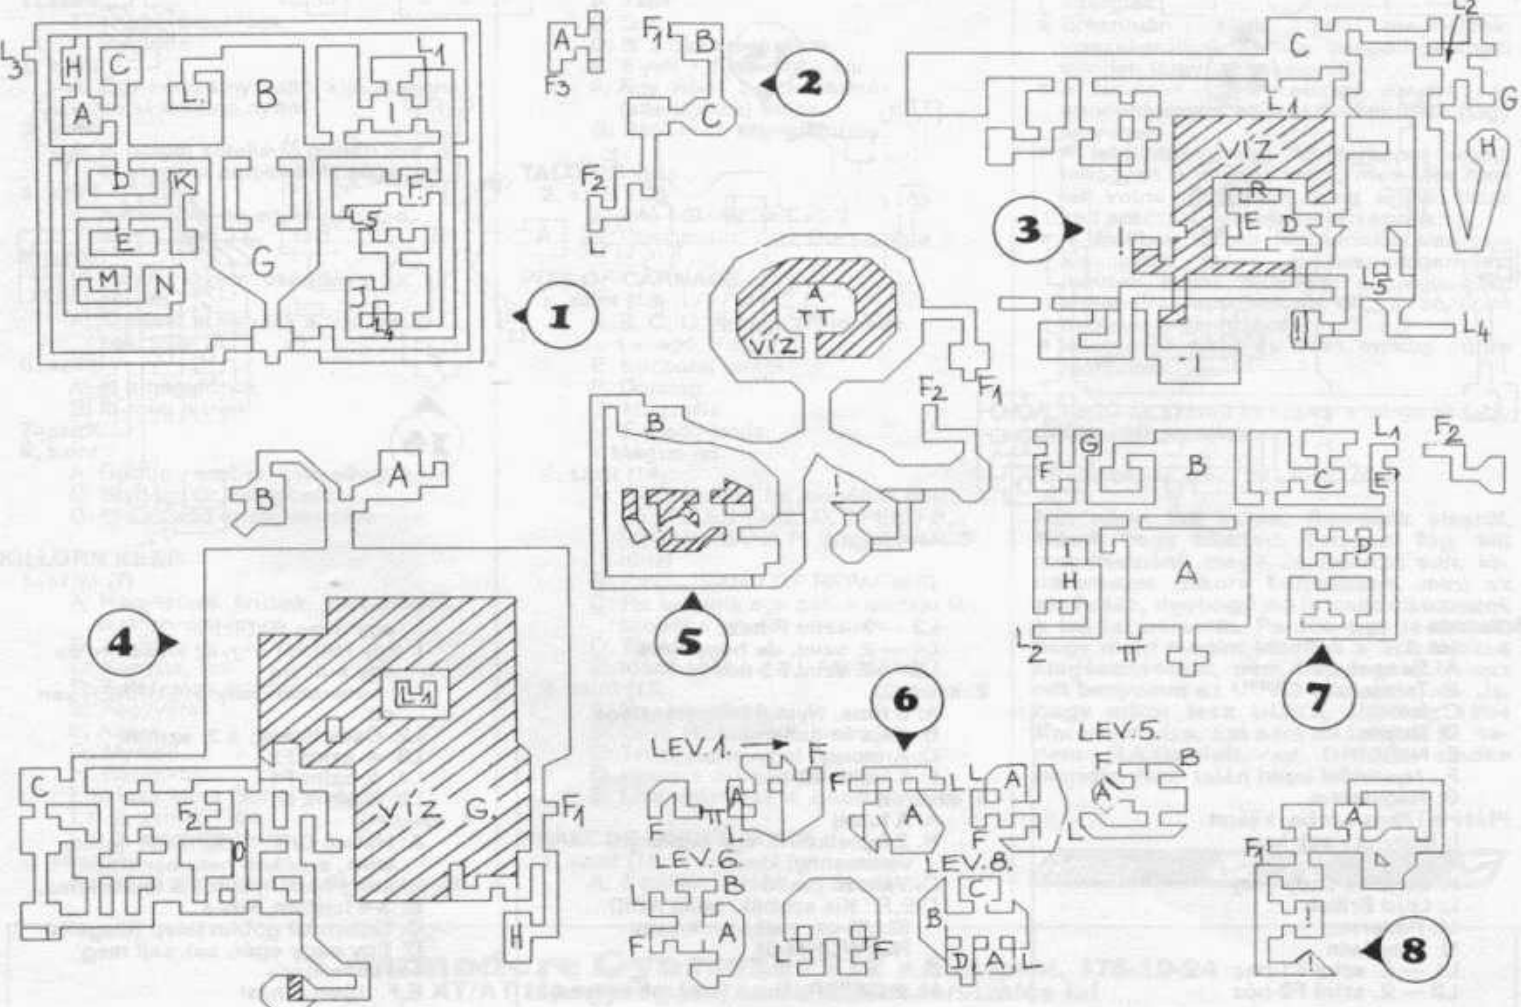 L3
H
C
A
L.
B
L1
I
D
K
F.
E
L5
M
N
G
J
L4
1
A
F3
F1
B
C
F2
L
2
C
L2
G
H
L1
VÍZ
R
E
D
L5
L4
3
A
TT
VÍZ
F1
F2
B
!
5
A
B
L1
VÍZ
G.
C
F2
D
F1
H
4
F
G
B
C
L1
E
F2
I
H
A
D
L2
π
7
LEV.1.
F
A
π
F
F
A
L
L
A
F
L
LEV.5.
F
A
B
LEV.6.
B
F
A
L
F
LEV.8.
C
B
D
A
L
6
A
F1
!
8